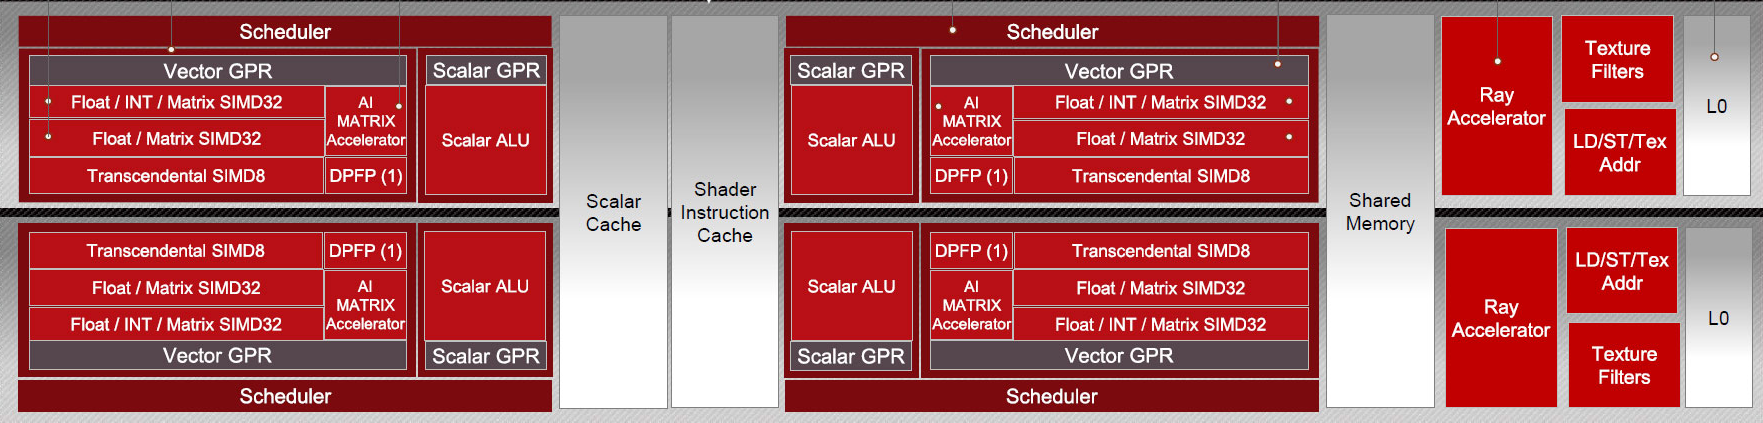 Scheduler
Vector GPR
Float / INT / Matrix SIMD32
Float / Matrix SIMD32
Transcendental SIMD8
AI
MATRIX
Accelerator
DPFP (1)
Scalar GPR
Scalar ALU
Transcendental SIMD8
Float / Matrix SIMD32
Float / INT / Matrix SIMD32
Vector GPR
DPFP (1)
AI
MATRIX
Accelerator
Scalar ALU
Scalar GPR
Scheduler
Scalar
Cache
Shader
Instruction
Cache
Scheduler
Scalar GPR
Scalar ALU
Vector GPR
AI
MATRIX
Accelerator
DPFP (1)
Float / INT / Matrix SIMD32
Float / Matrix SIMD32
Transcendental SIMD8
Scalar ALU
Scalar GPR
DPFP (1)
AI
MATRIX
Accelerator
Transcendental SIMD8
Float / Matrix SIMD32
Float / INT / Matrix SIMD32
Vector GPR
Scheduler
Shared
Memory
Ray
Accelerator
Texture
Filters
LD/ST/Tex
Addr
L0
Ray
Accelerator
LD/ST/Tex
Addr
Texture
Filters
L0